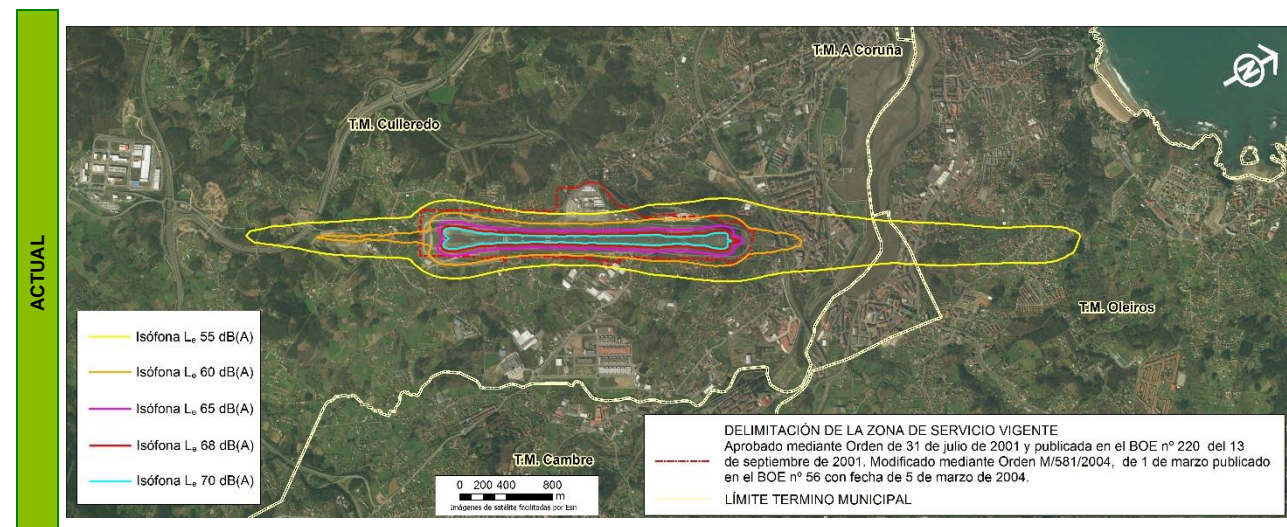 ACTUAL
T.M. A Coruña
N
T.M. Culleredo
T.M. Oleiros
T.M. Cambre
Isófona Lₑ 55 dB(A)
Isófona Lₑ 60 dB(A)
Isófona Lₑ 65 dB(A)
Isófona Lₑ 68 dB(A)
Isófona Lₑ 70 dB(A)
0 200 400 800
m
Imágenes de satélite facilitadas por Esri
DELIMITACIÓN DE LA ZONA DE SERVICIO VIGENTE
Aprobado mediante Orden de 31 de julio de 2001 y publicada en el BOE nº 220 del 13
de septiembre de 2001. Modificado mediante Orden M/581/2004, de 1 de marzo publicado
en el BOE nº 56 con fecha de 5 de marzo de 2004.
LÍMITE TERMINO MUNICIPAL